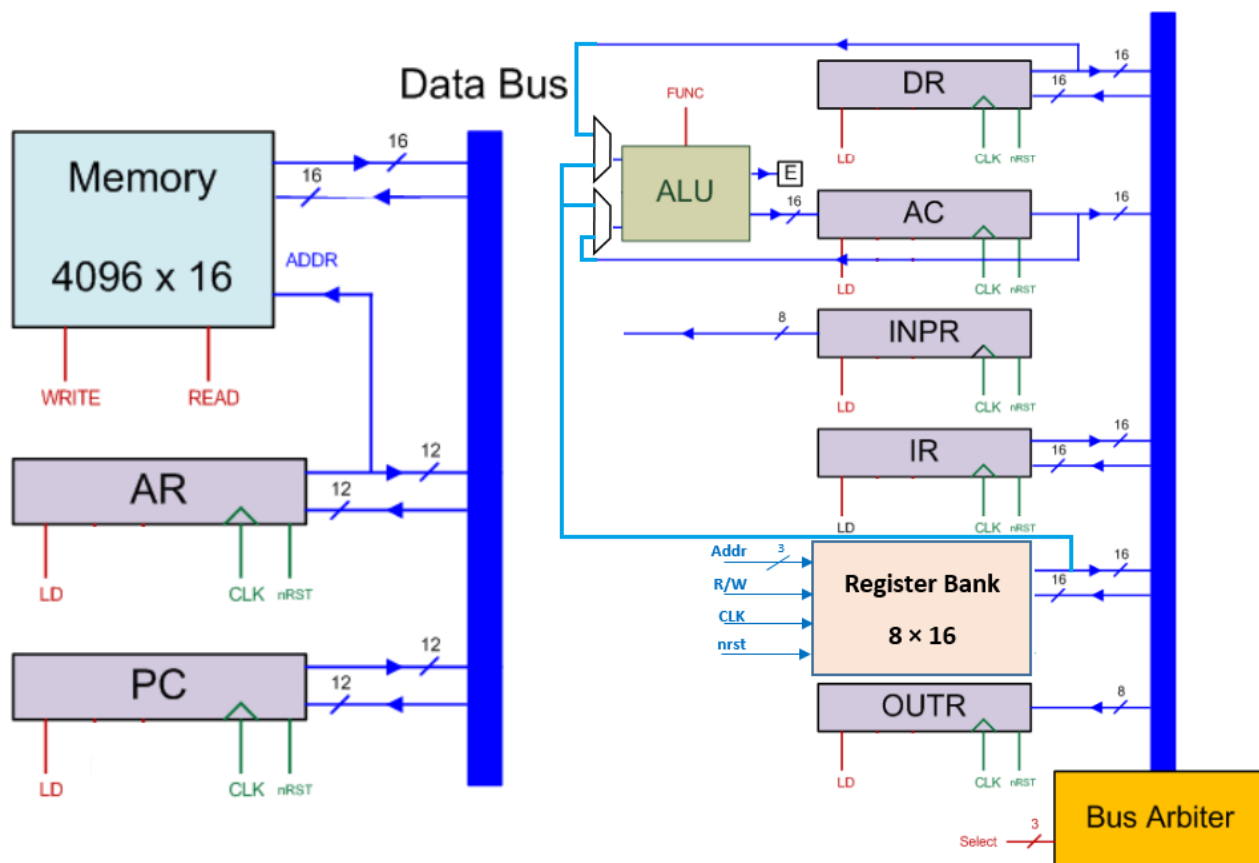 Data Bus
Memory
4096 x 16
16
16
ADDR
WRITE
READ
AR
12
12
LD
CLK
nRST
PC
12
12
LD
CLK
nRST
FUNC
ALU
E
16
DR
16
16
LD
CLK
nRST
AC
16
LD
CLK
nRST
8
INPR
LD
CLK
nRST
IR
16
16
LD
CLK
nRST
Addr
3
R/W
CLK
nrst
Register Bank
8 × 16
16
16
OUTR
8
LD
CLK
nRST
Bus Arbiter
Select
3